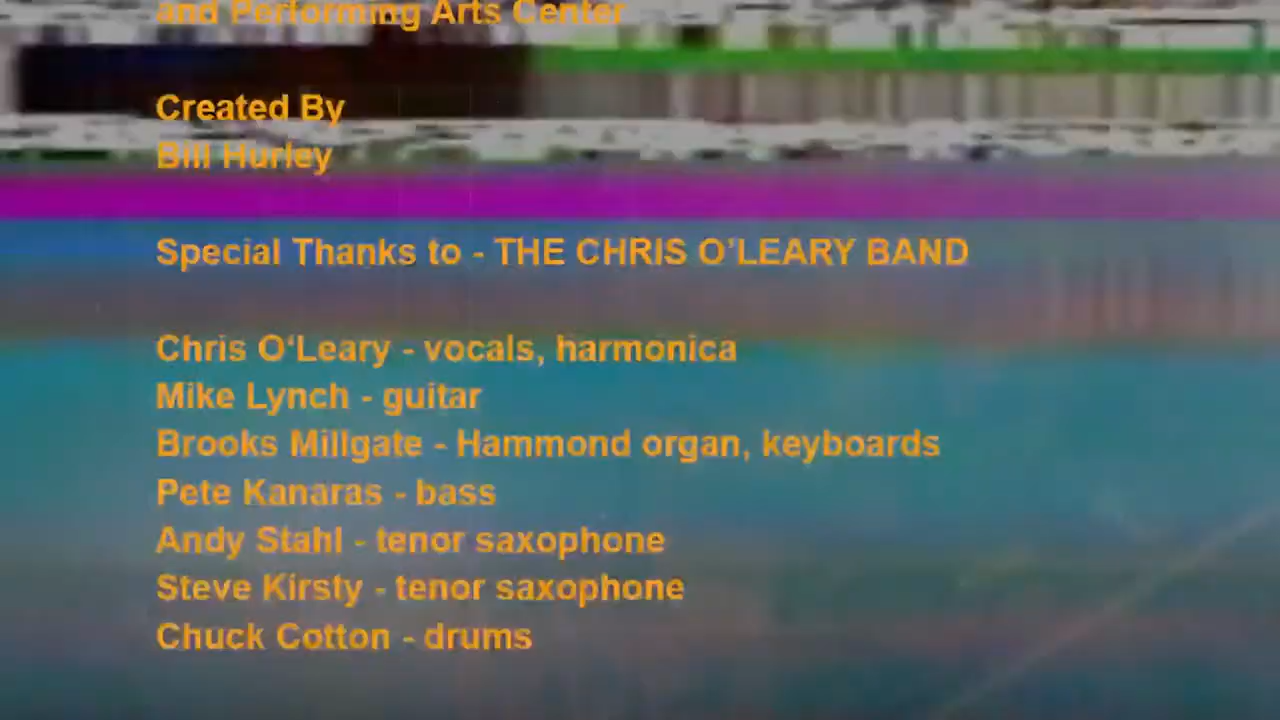 and Performing Arts Center
Created By
Bill Hurley
Special Thanks to - THE CHRIS O’LEARY BAND
Chris O‘Leary - vocals, harmonica
Mike Lynch - guitar
Brooks Millgate - Hammond organ, keyboards
Pete Kanaras - bass
Andy Stahl - tenor saxophone
Steve Kirsty - tenor saxophone
Chuck Cotton - drums